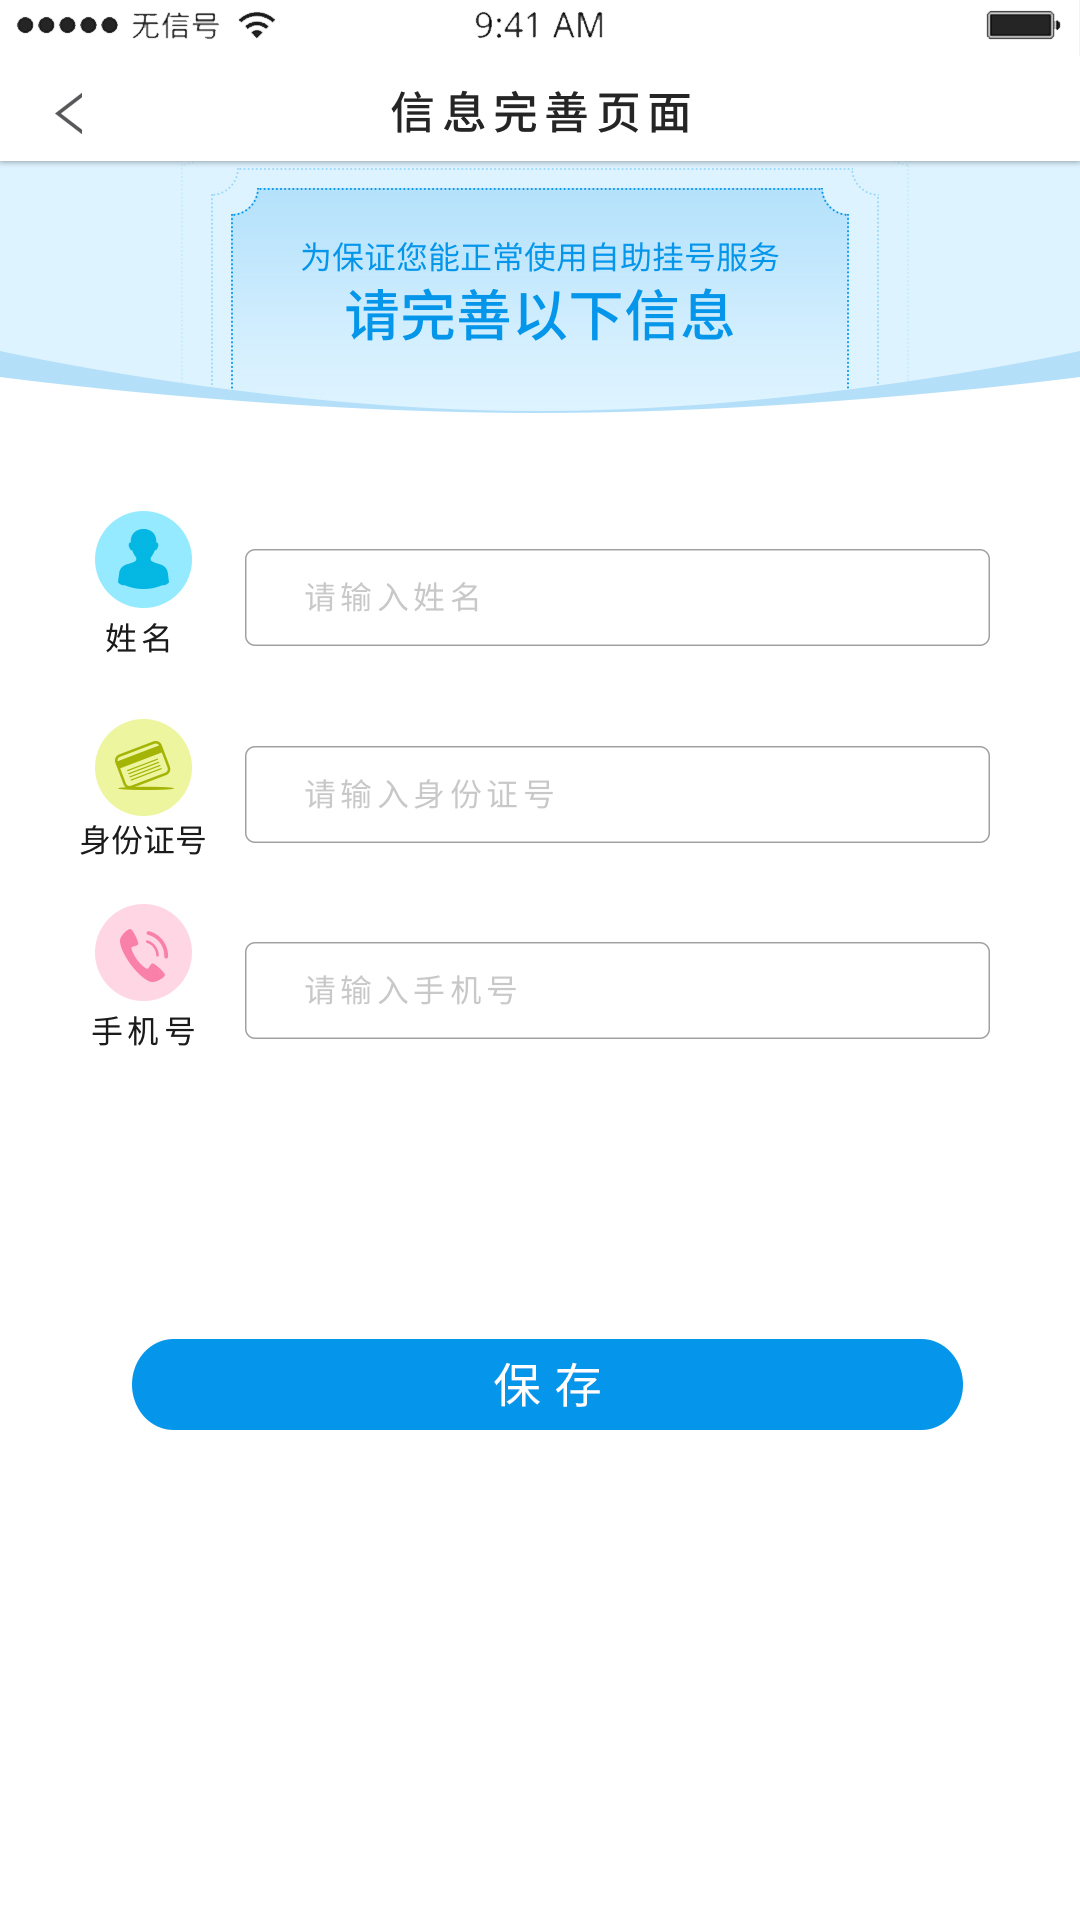 无信号 9:41 AM
信息完善页面
为保证您能正常使用自助挂号服务
请完善以下信息
请输入姓名
姓名
请输入身份证号
身份证号
请输入手机号
手机号
保存